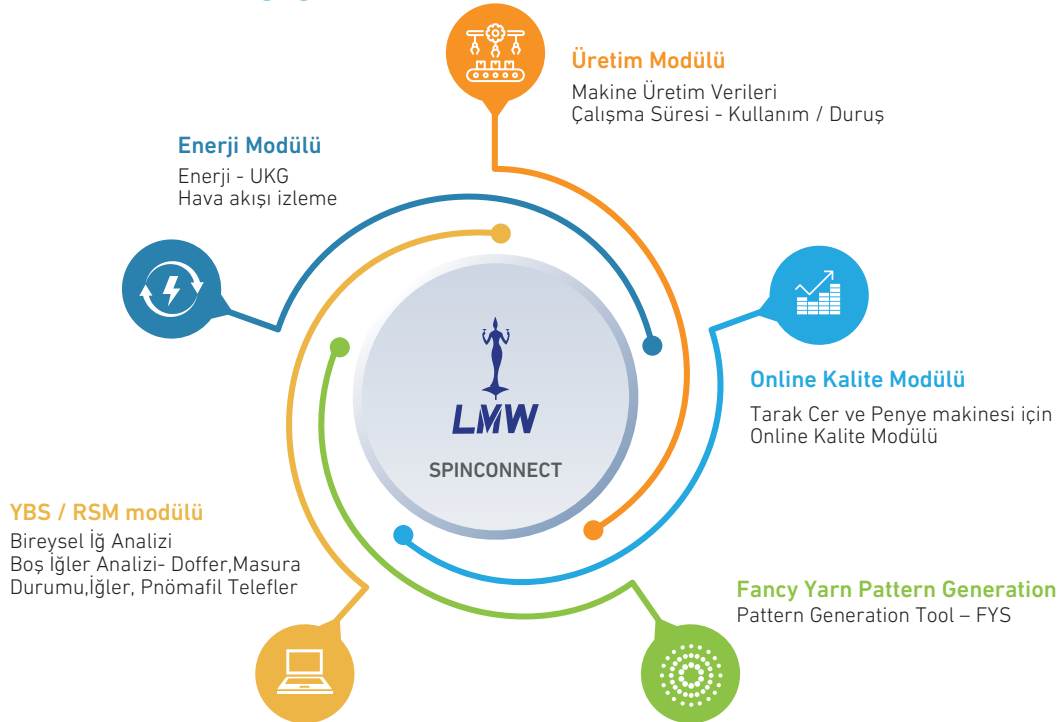 Üretim Modülü
Makine Üretim Verileri
Çalışma Süresi - Kullanım / Duruş
Enerji Modülü
Enerji - UKG
Hava akışı izleme
LMW
SPINCONNECT
Online Kalite Modülü
Tarak Cer ve Penye makinesi için
Online Kalite Modülü
YBS / RSM modülü
Bireysel İğ Analizi
Boş İğler Analizi- Doffer,Masura
Durumu,İğler, Pnömafil Telefler
Fancy Yarn Pattern Generation
Pattern Generation Tool – FYS